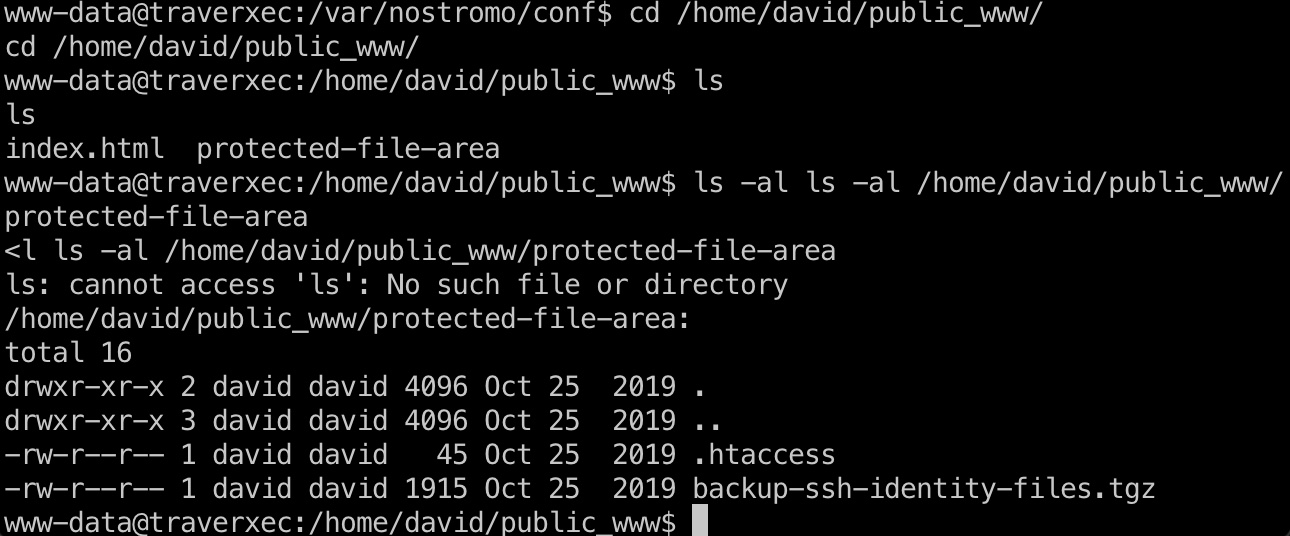 www-data@traverxec:/var/nostromo/conf$ cd /home/david/public_www/
cd /home/david/public_www/
www-data@traverxec:/home/david/public_www$ ls
ls
index.html  protected-file-area
www-data@traverxec:/home/david/public_www$ ls -al ls -al /home/david/public_www/
protected-file-area
<l ls -al /home/david/public_www/protected-file-area
ls: cannot access 'ls': No such file or directory
/home/david/public_www/protected-file-area:
total 16
drwxr-xr-x 2 david david 4096 Oct 25  2019 .
drwxr-xr-x 3 david david 4096 Oct 25  2019 ..
-rw-r--r-- 1 david david   45 Oct 25  2019 .htaccess
-rw-r--r-- 1 david david 1915 Oct 25  2019 backup-ssh-identity-files.tgz
www-data@traverxec:/home/david/public_www$